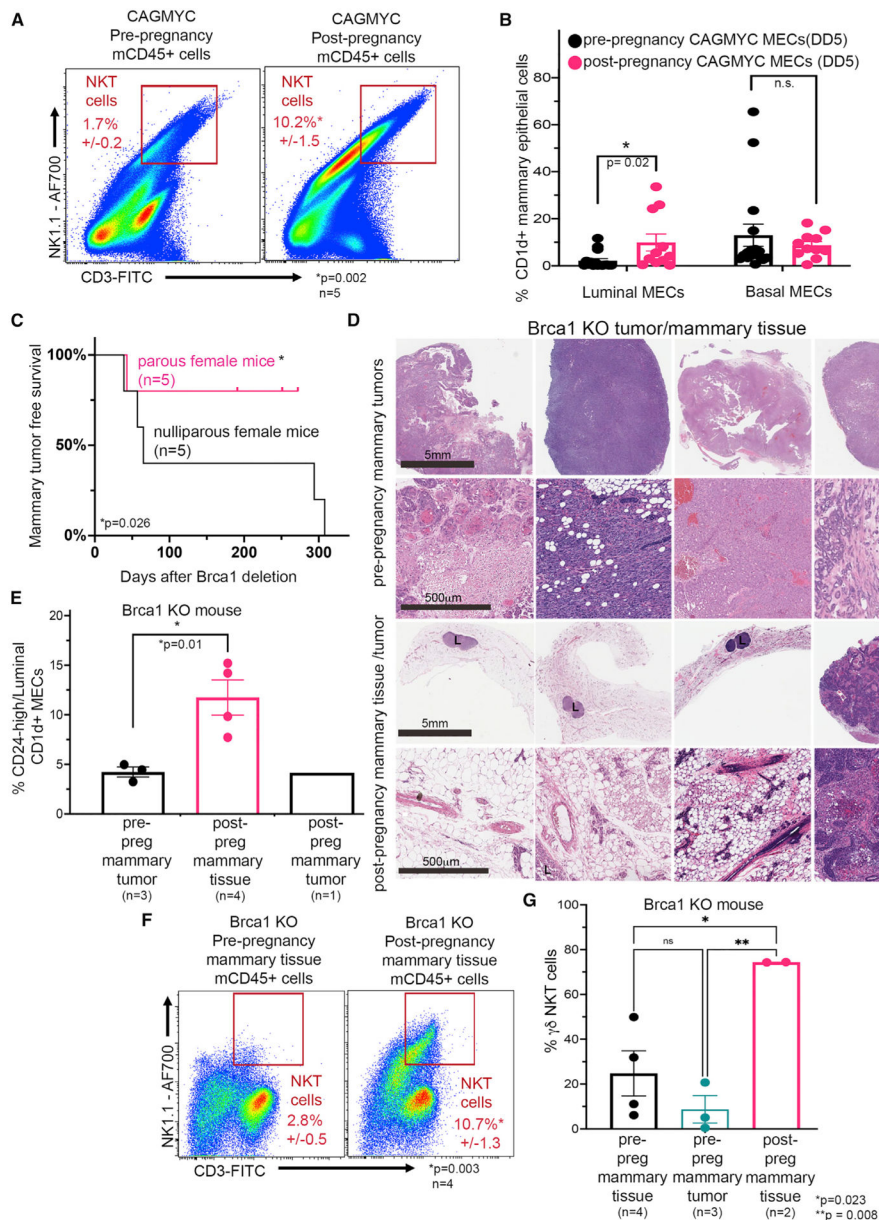 A
CAGMYC
Pre-pregnancy
mCD45+ cells
CAGMYC
Post-pregnancy
mCD45+ cells
NKT
cells
1.7%
+/-0.2
NKT
cells
10.2%*
+/-1.5
NK1.1 - AF700
CD3-FITC
*p=0.002
n=5
B
pre-pregnancy CAGMYC MECs(DD5)
post-pregnancy CAGMYC MECs (DD5)
% CD1d+ mammary epithelial cells
80
60
40
20
10
0
*
p= 0.02
n.s.
Luminal MECs
Basal MECs
C
Mammary tumor free survival
100%
50%
0%
parous female mice *
(n=5)
nulliparous female mice
(n=5)
*p=0.026
0
100
200
300
Days after Brca1 deletion
D
Brca1 KO tumor/mammary tissue
pre-pregnancy mammary tumors
5mm
500μm
post-pregnancy mammary tissue /tumor
L
L
L
5mm
500μm
L
E
Brca1 KO mouse
% CD24-high/Luminal
CD1d+ MECs
20
15
10
5
0
*
*p=0.01
pre-
preg
mammary
tumor
(n=3)
post-
preg
mammary
tissue
(n=4)
post-
preg
mammary
tumor
(n=1)
F
Brca1 KO
Pre-pregnancy
mammary tissue
mCD45+ cells
Brca1 KO
Post-pregnancy
mammary tissue
mCD45+ cells
NKT
cells
2.8%
+/-0.5
NKT
cells
10.7%*
+/-1.3
NK1.1 - AF700
CD3-FITC
*p=0.003
n=4
G
Brca1 KO mouse
% γδ NKT cells
100
80
60
40
20
0
*
ns
**
pre-
preg
mammary
tissue
(n=4)
pre-
preg
mammary
tumor
(n=3)
post-
preg
mammary
tissue
(n=2)
*p=0.023
**p = 0.008